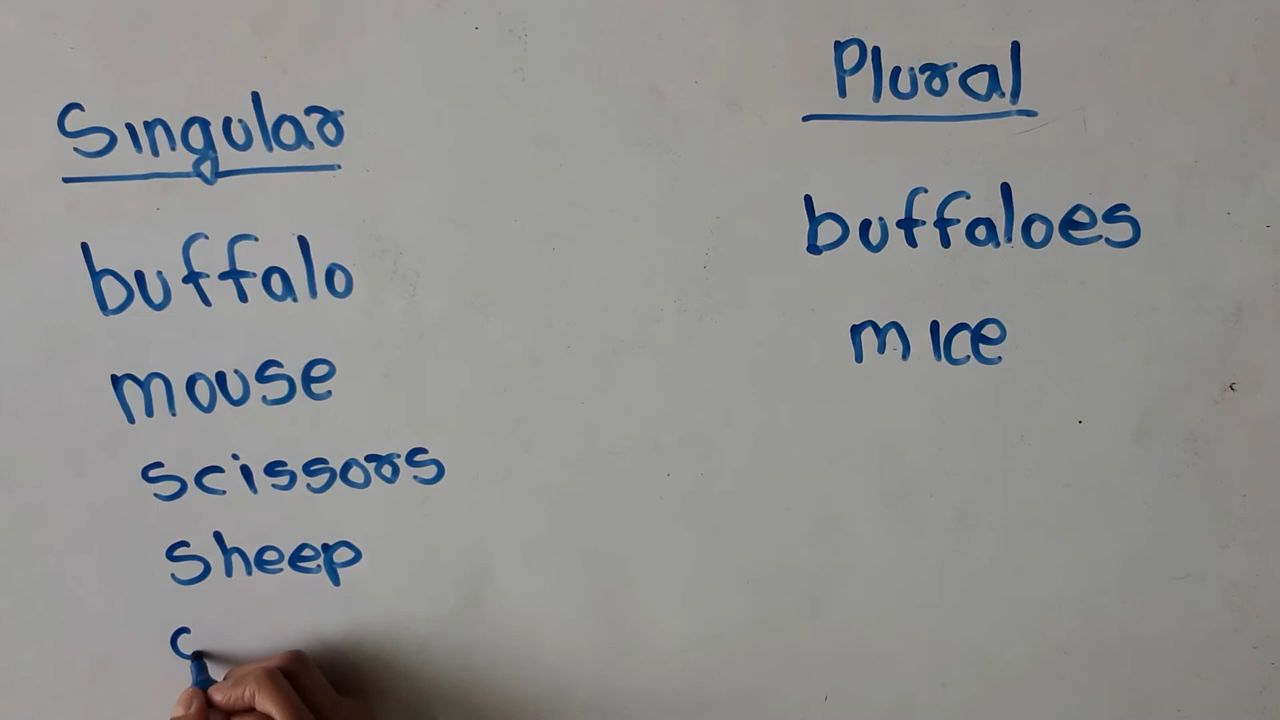 Singular
buffalo
mouse
scissors
sheep
Plural
buffaloes
mice